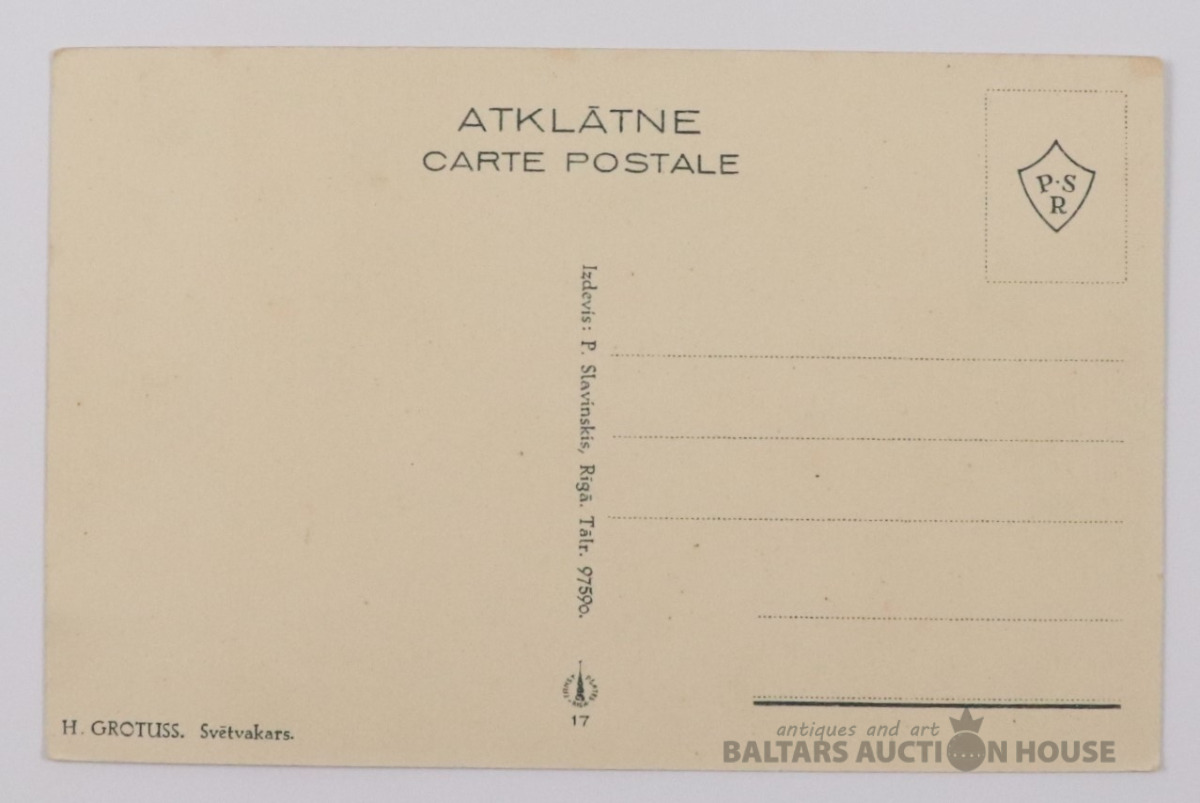 ATKLĀTNE
CARTE POSTALE
P·S
R
Izdevis: P. Slavinskis, Rīgā. Tālr. 97590.
17
H. GROTUSS. Svētvakars.
antiques and art
BALTARS AUCTION HOUSE